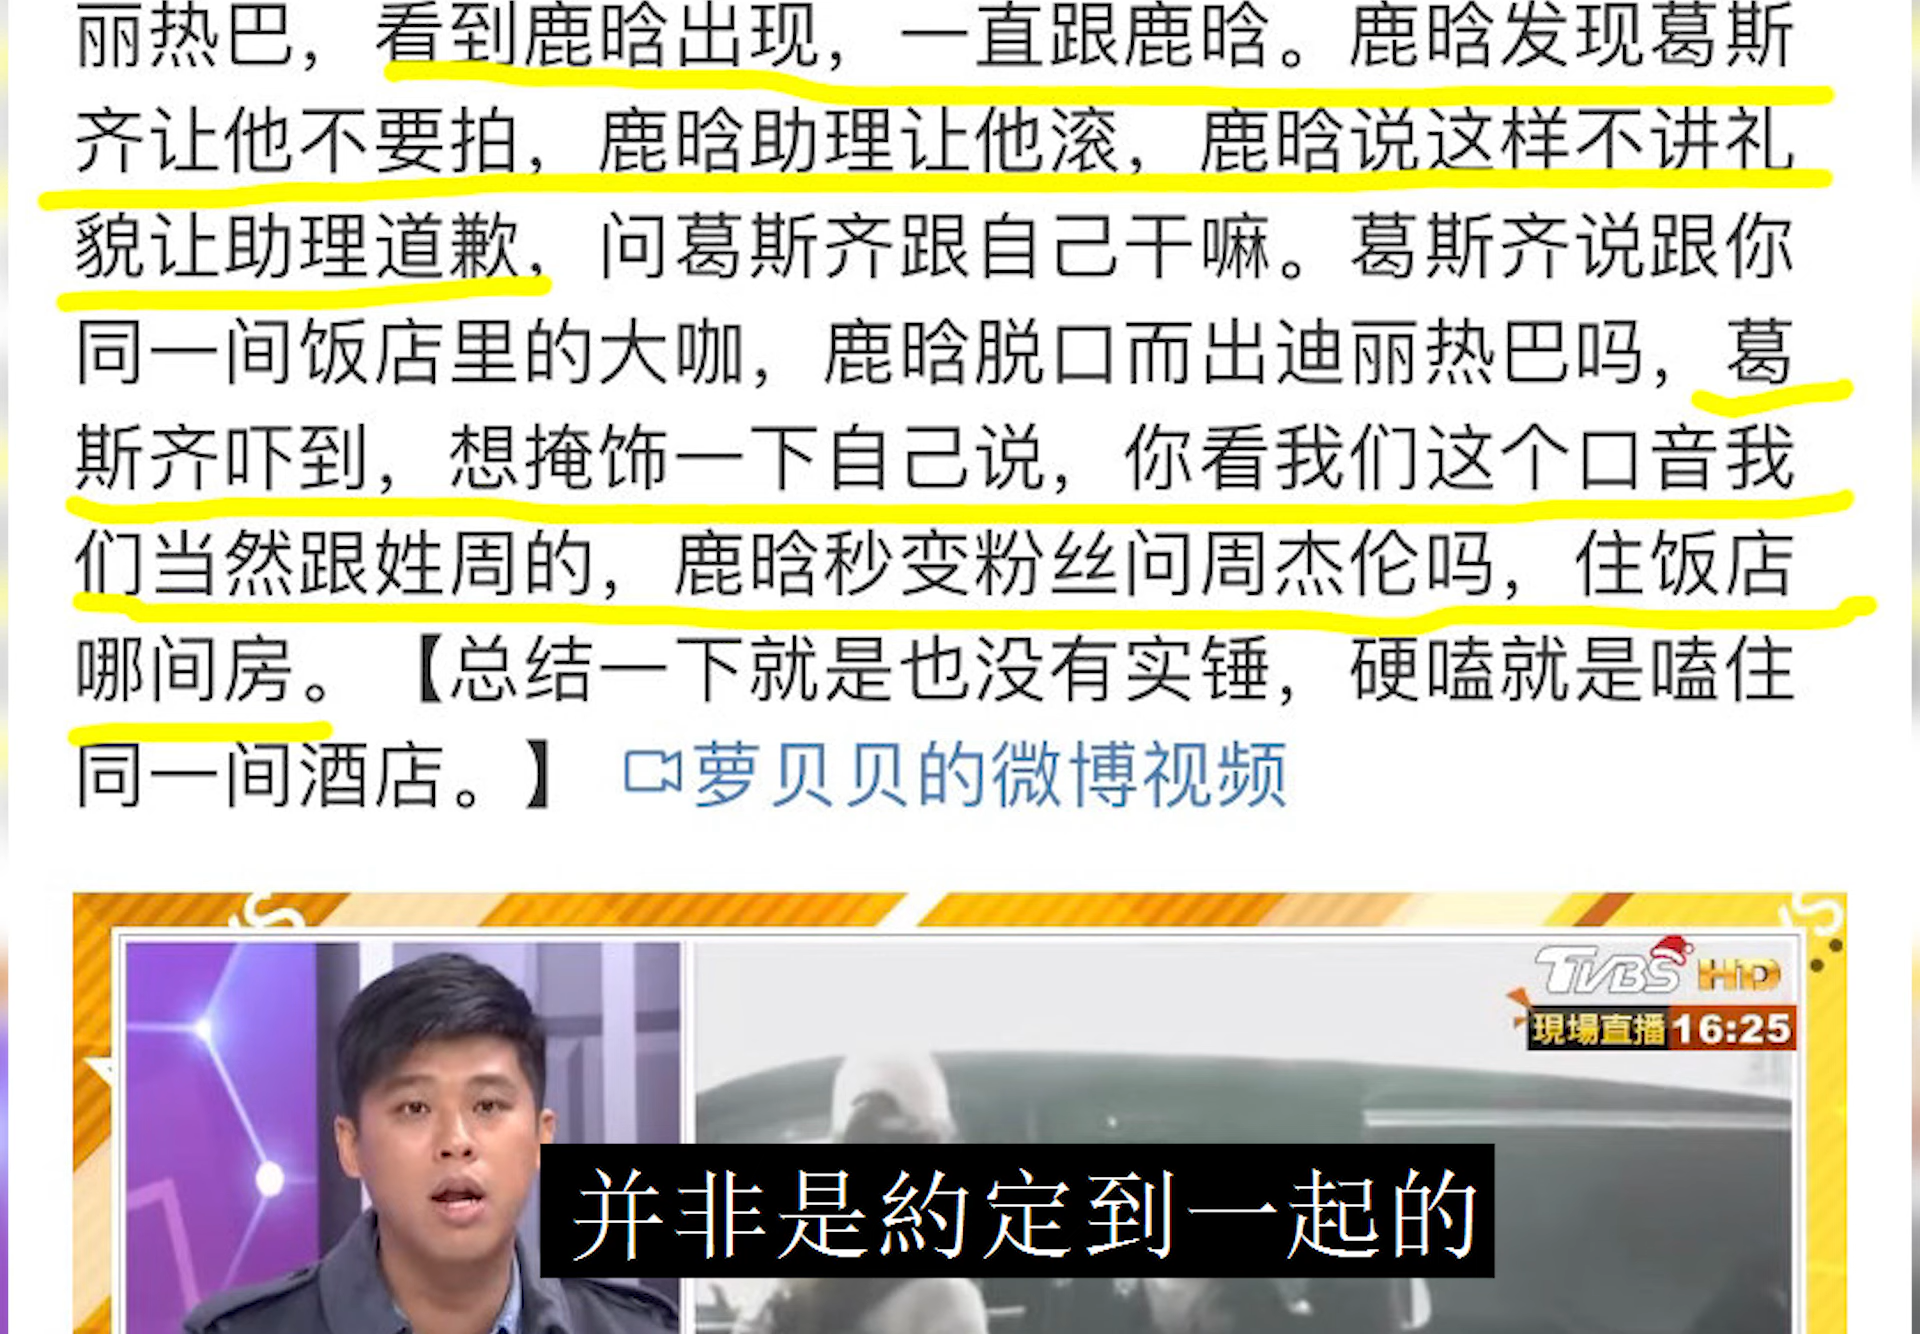 丽热巴，看到鹿晗出现，一直跟鹿晗。鹿晗发现葛斯
齐让他不要拍，鹿晗助理让他滚，鹿晗说这样不讲礼
貌让助理道歉，问葛斯齐跟自己干嘛。葛斯齐说跟你
同一间饭店里的大咖，鹿晗脱口而出迪丽热巴吗，葛
斯齐吓到，想掩饰一下自己说，你看我们这个口音我
们当然跟姓周的，鹿晗秒变粉丝问周杰伦吗，住饭店
哪间房。【总结一下就是也没有实锤，硬嗑就是嗑住
同一间酒店。】 萝贝贝的微博视频
TVBS HD
現場直播 16:25
并非是約定到一起的